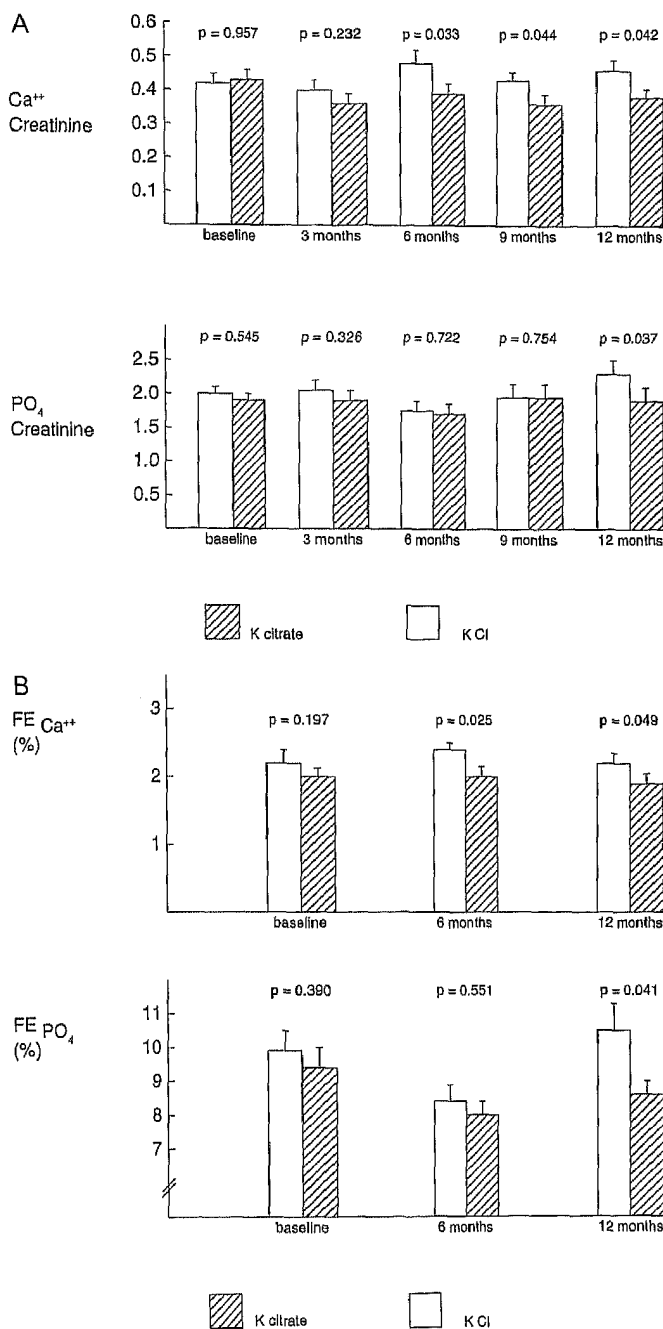 A
Ca++
Creatinine
0.6
0.5
0.4
0.3
0.2
0.1
p = 0.957
p = 0.232
p = 0.033
p = 0.044
p = 0.042
baseline
3 months
6 months
9 months
12 months
PO4
Creatinine
2.5
2.0
1.5
1.0
0.5
p = 0.545
p = 0.326
p = 0.722
p = 0.754
p = 0.037
baseline
3 months
6 months
9 months
12 months
K citrate
K Cl
B
FE Ca++
(%)
3
2
1
p = 0.197
p = 0.025
p = 0.049
baseline
6 months
12 months
FE PO4
(%)
11
10
9
8
7
p = 0.390
p = 0.551
p = 0.041
baseline
6 months
12 months
K citrate
K Cl